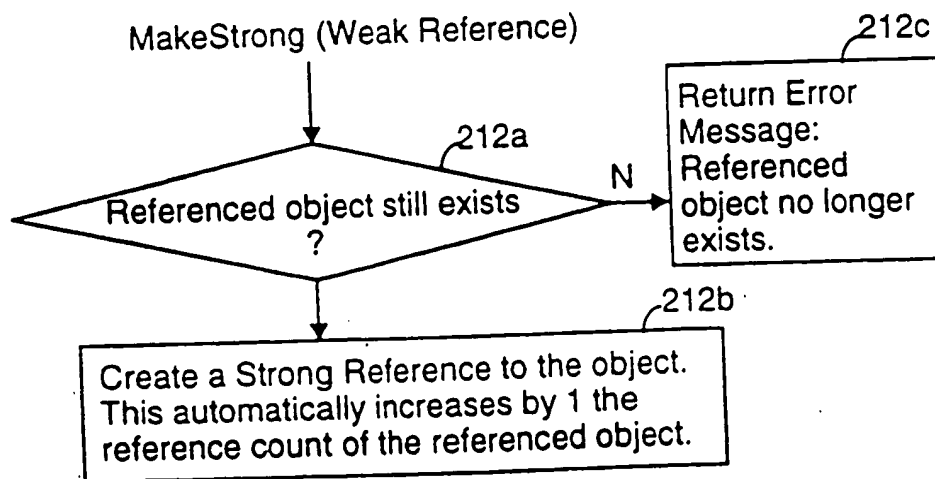 MakeStrong (Weak Reference)
212c
Return Error
Message:
Referenced
object no longer
exists.
212a
N
Referenced object still exists
?
212b
Create a Strong Reference to the object.
This automatically increases by 1 the
reference count of the referenced object.